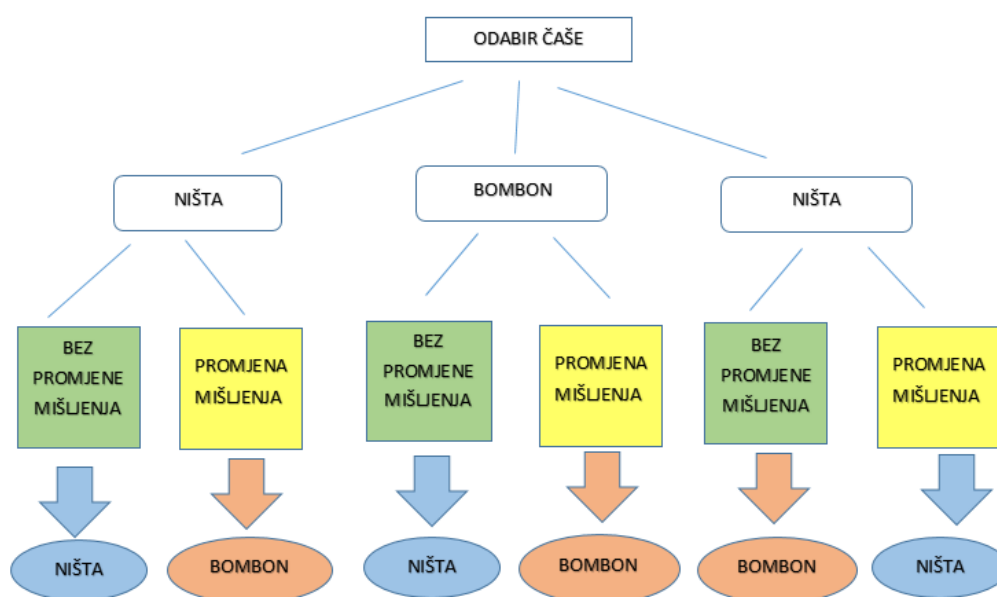 ODABIR ČAŠE
NIŠTA
BOMBON
NIŠTA
BEZ
PROMJENE
MIŠLJENJA
PROMJENA
MIŠLJENJA
BEZ
PROMJENE
MIŠLJENJA
PROMJENA
MIŠLJENJA
BEZ
PROMJENE
MIŠLJENJA
PROMJENA
MIŠLJENJA
NIŠTA
BOMBON
NIŠTA
BOMBON
BOMBON
NIŠTA